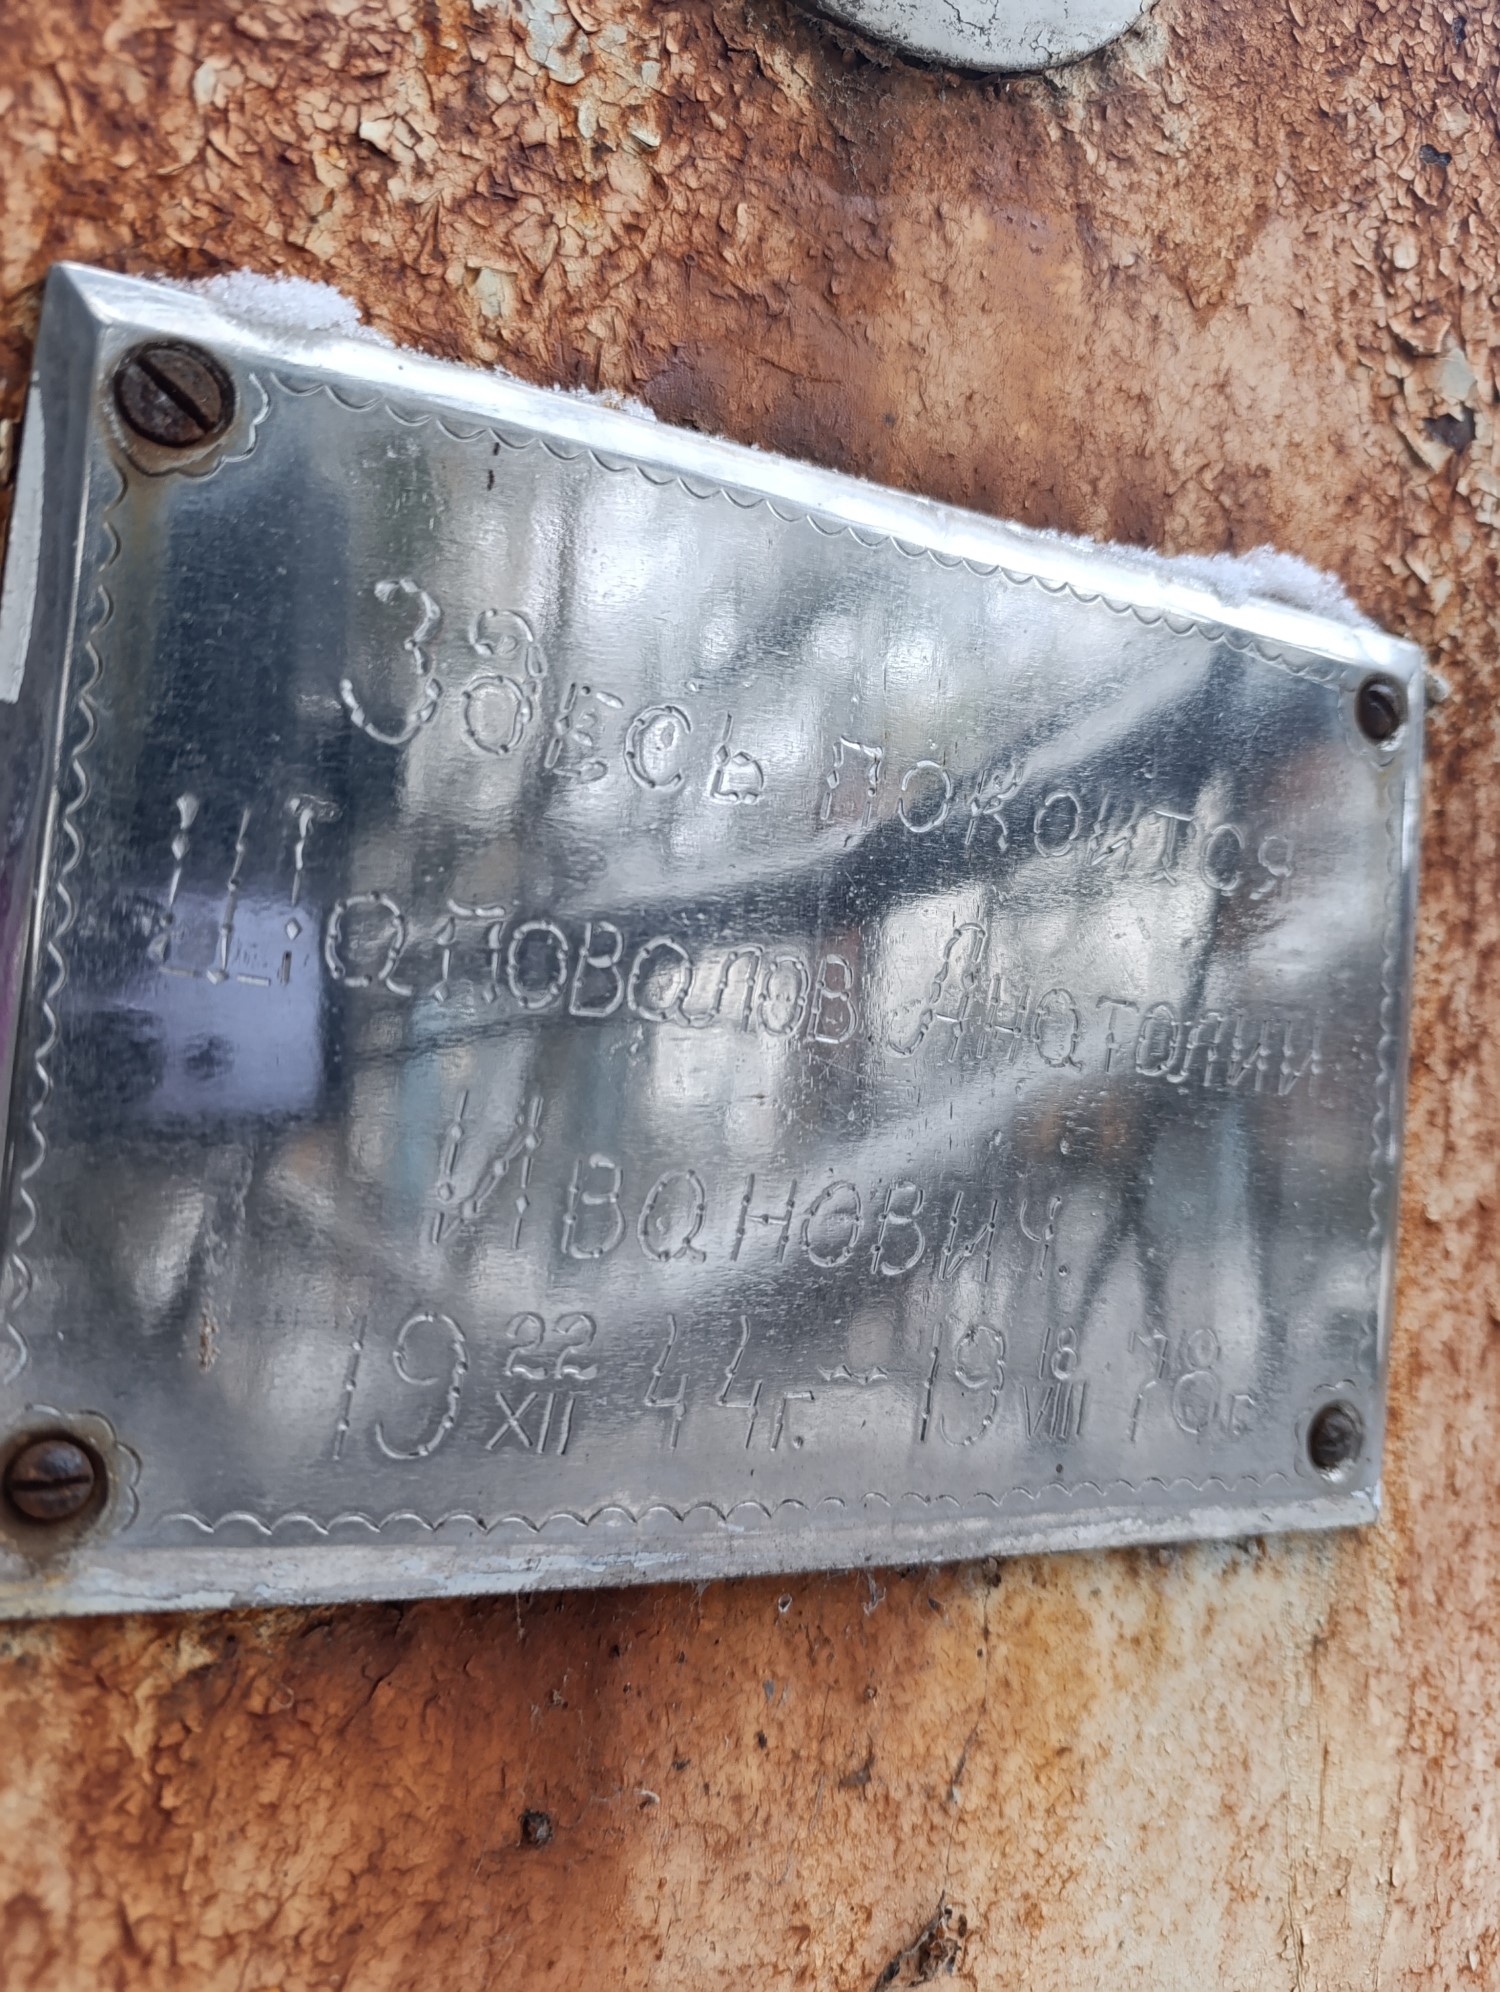 Здесь покоится
Шаповалов Анатолий
Иванович.
19 22/XII 44г. — 19 18/VIII 78г.